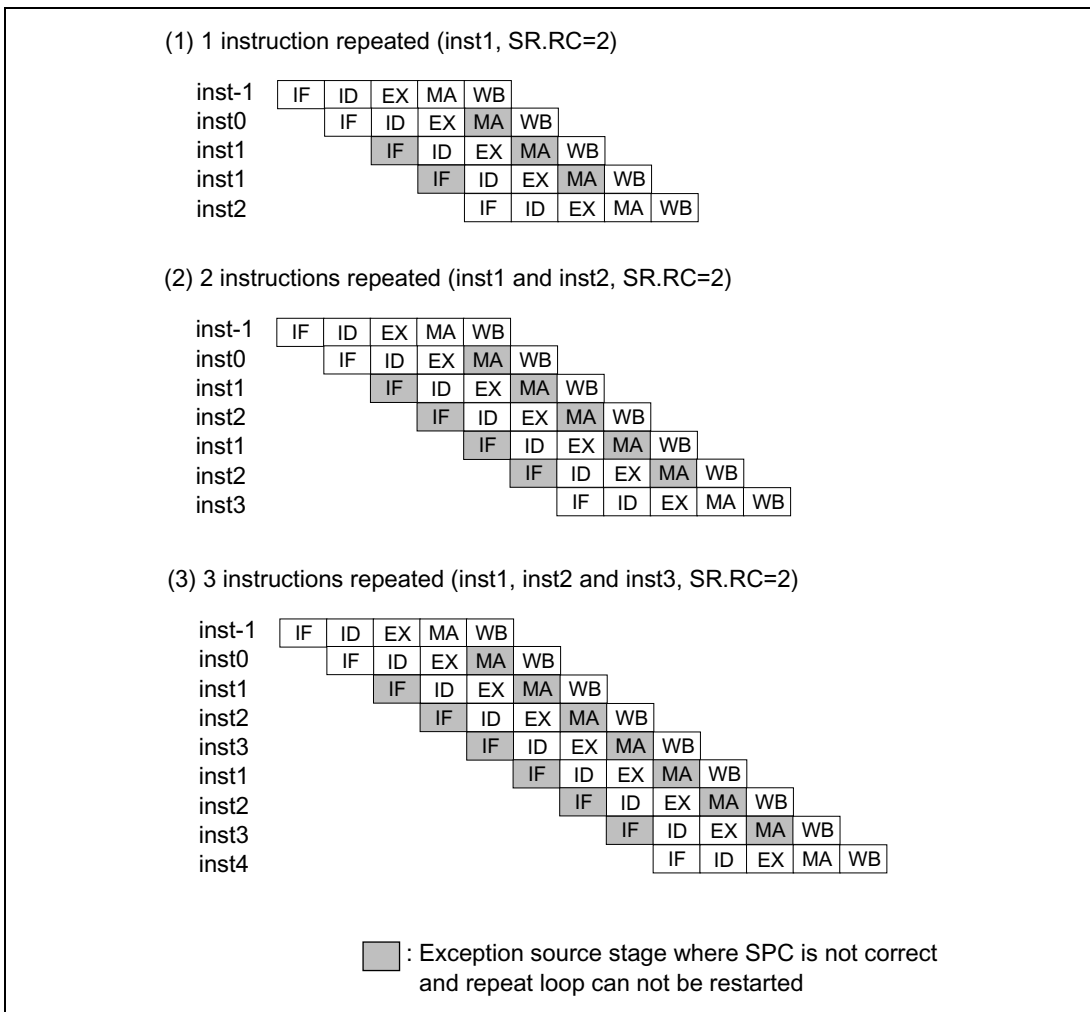 (1) 1 instruction repeated (inst1, SR.RC=2)
inst-1 IF ID EX MA WB
inst0 IF ID EX MA WB
inst1 IF ID EX MA WB
inst1 IF ID EX MA WB
inst2 IF ID EX MA WB
(2) 2 instructions repeated (inst1 and inst2, SR.RC=2)
inst-1 IF ID EX MA WB
inst0 IF ID EX MA WB
inst1 IF ID EX MA WB
inst2 IF ID EX MA WB
inst1 IF ID EX MA WB
inst2 IF ID EX MA WB
inst3 IF ID EX MA WB
(3) 3 instructions repeated (inst1, inst2 and inst3, SR.RC=2)
inst-1 IF ID EX MA WB
inst0 IF ID EX MA WB
inst1 IF ID EX MA WB
inst2 IF ID EX MA WB
inst3 IF ID EX MA WB
inst1 IF ID EX MA WB
inst2 IF ID EX MA WB
inst3 IF ID EX MA WB
inst4 IF ID EX MA WB
: Exception source stage where SPC is not correct
and repeat loop can not be restarted